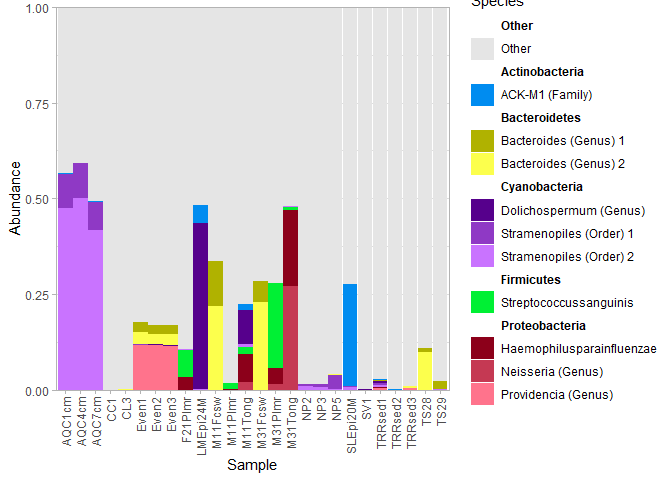 Species
Other
Other
Actinobacteria
ACK-M1 (Family)
Bacteroidetes
Bacteroides (Genus) 1
Bacteroides (Genus) 2
Cyanobacteria
Dolichospermum (Genus)
Stramenopiles (Order) 1
Stramenopiles (Order) 2
Firmicutes
Streptococcussanguinis
Proteobacteria
Haemophilusparainfluenzae
Neisseria (Genus)
Providencia (Genus)
Abundance
1.00
0.75
0.50
0.25
0.00
AQC1cm
AQC4cm
AQC7cm
CC1
CL3
Even1
Even2
Even3
F21Plmr
LMEpi24M
M11Fcsw
M11Plmr
M11Tong
M31Fcsw
M31Plmr
M31Tong
NP2
NP3
NP5
SLEpi20M
SV1
TRRsed1
TRRsed2
TRRsed3
TS28
TS29
Sample